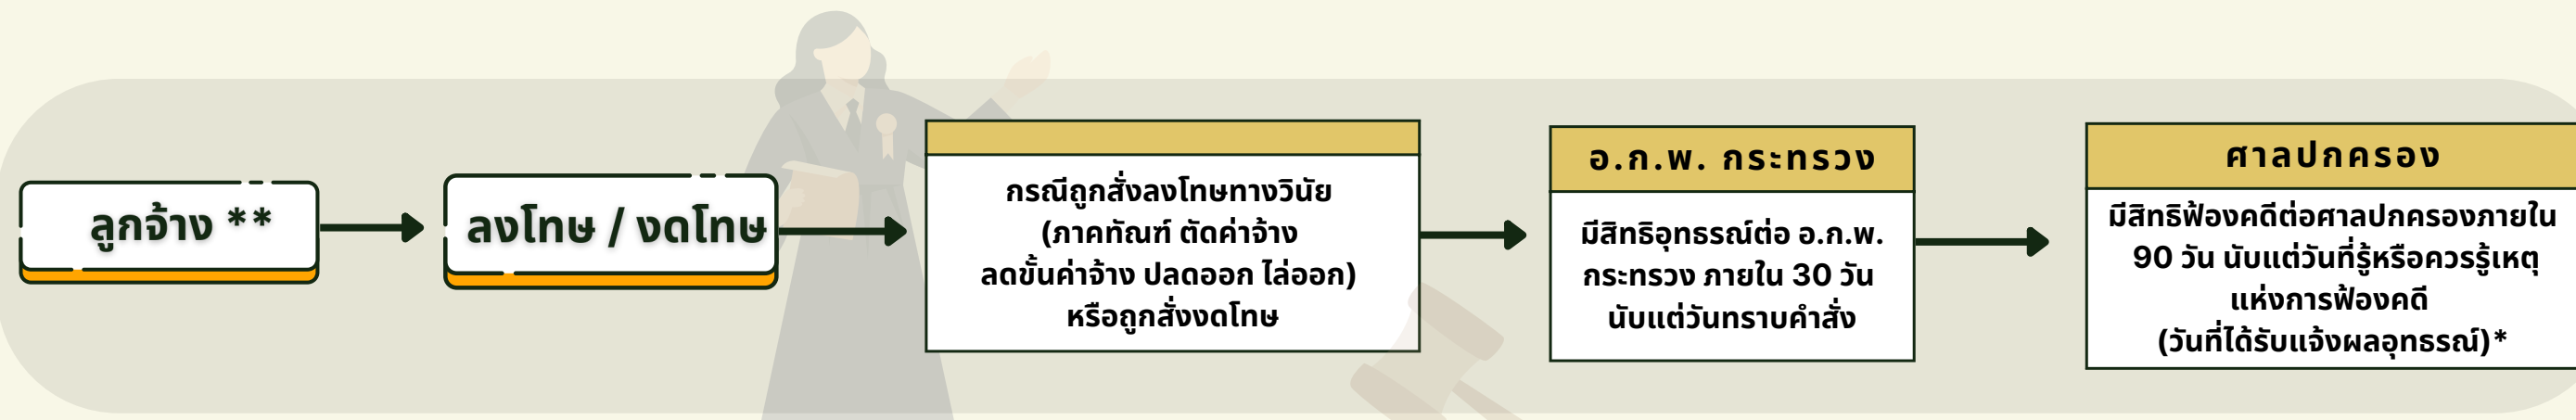 ลูกจ้าง **
ลงโทษ / งดโทษ
กรณีถูกสั่งลงโทษทางวินัย
(ภาคทัณฑ์ ตัดค่าจ้าง
ลดขั้นค่าจ้าง ปลดออก ไล่ออก)
หรือถูกสั่งงดโทษ
อ.ก.พ. กระทรวง
มีสิทธิอุทธรณ์ต่อ อ.ก.พ.
กระทรวง ภายใน 30 วัน
นับแต่วันทราบคำสั่ง
ศาลปกครอง
มีสิทธิฟ้องคดีต่อศาลปกครองภายใน
90 วัน นับแต่วันที่รู้หรือควรรู้เหตุ
แห่งการฟ้องคดี
(วันที่ได้รับแจ้งผลอุทธรณ์)*